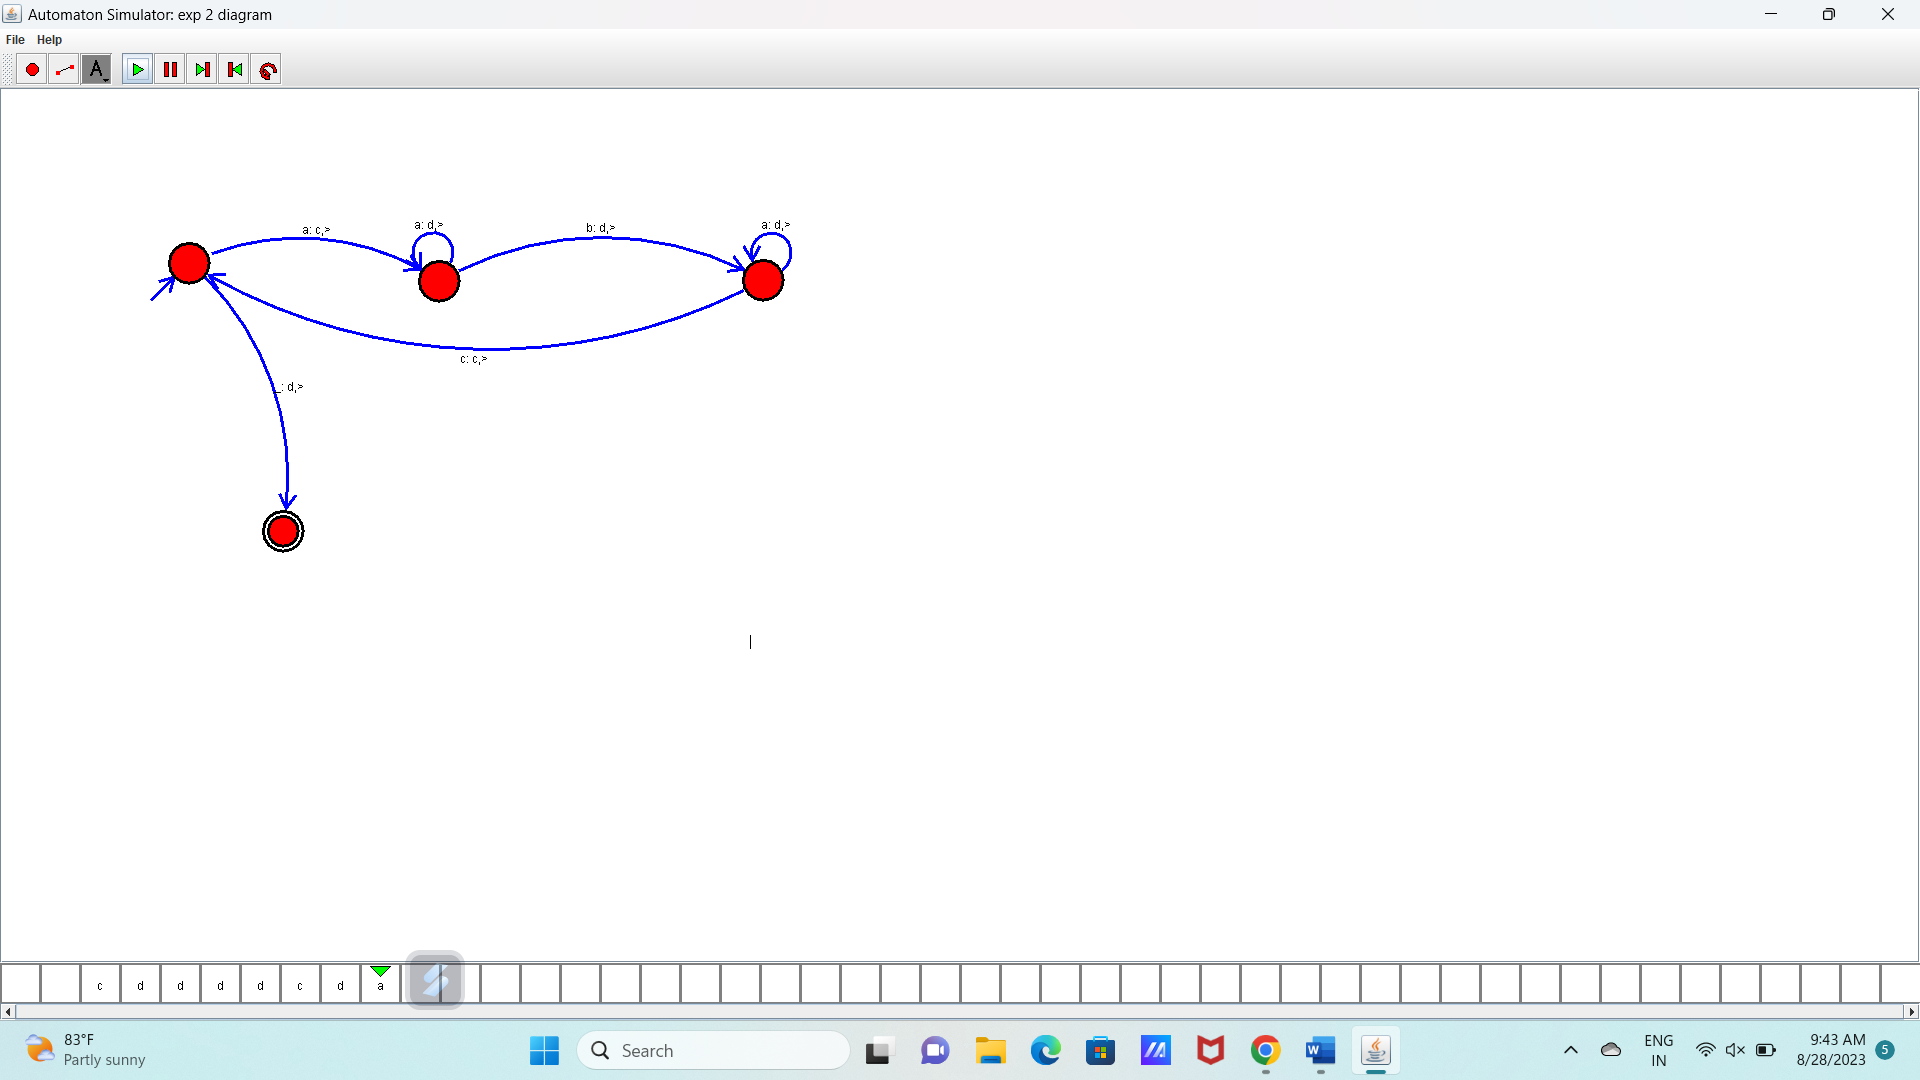 Automaton Simulator: exp 2 diagram
File Help
A
a: d,>
a: d,>
a: c,>
b: d,>
c: c,>
_: d,>
c d d d d c d a
83°F
Partly sunny
Search
ENG
IN
9:43 AM
8/28/2023
5